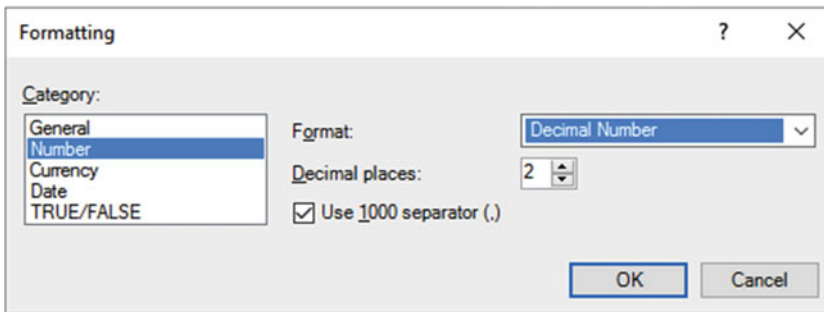 Formatting
?
Category:
General
Number
Currency
Date
TRUE/FALSE
Format:
Decimal Number
Decimal places:
2
Use 1000 separator (,)
OK
Cancel